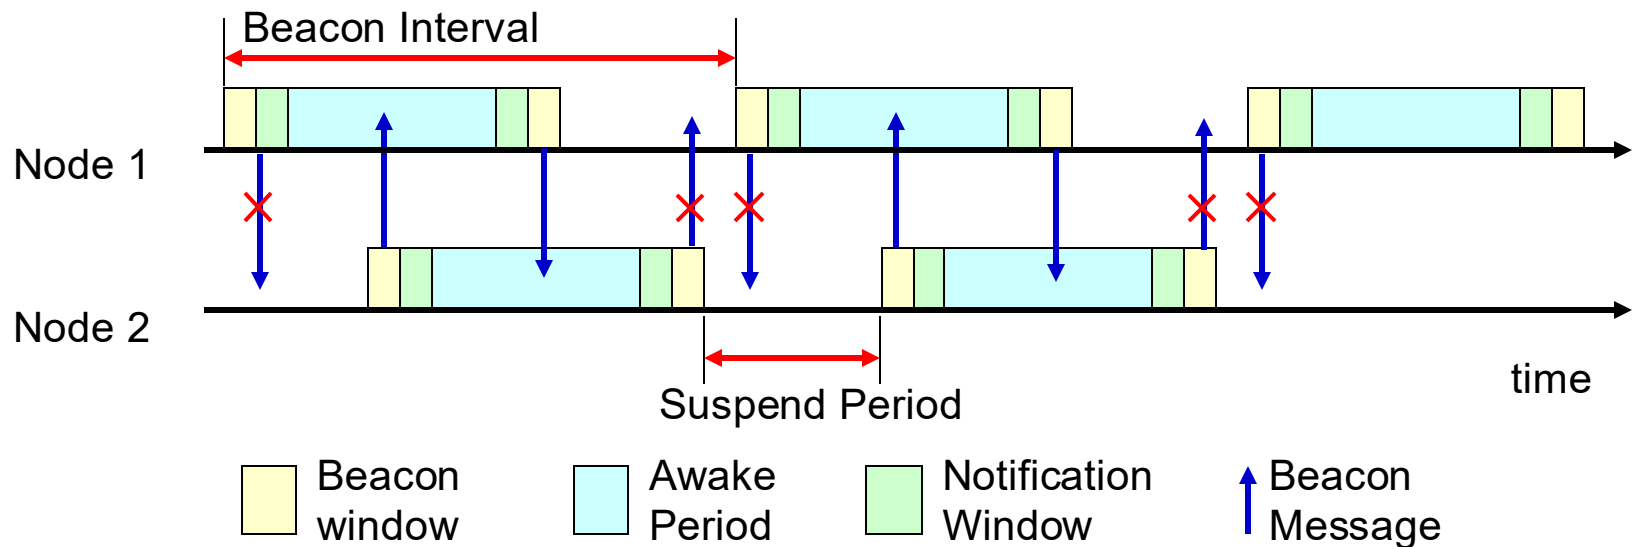 Beacon Interval
Node 1
Node 2
time
Suspend Period
Beacon
window
Awake
Period
Notification
Window
Beacon
Message